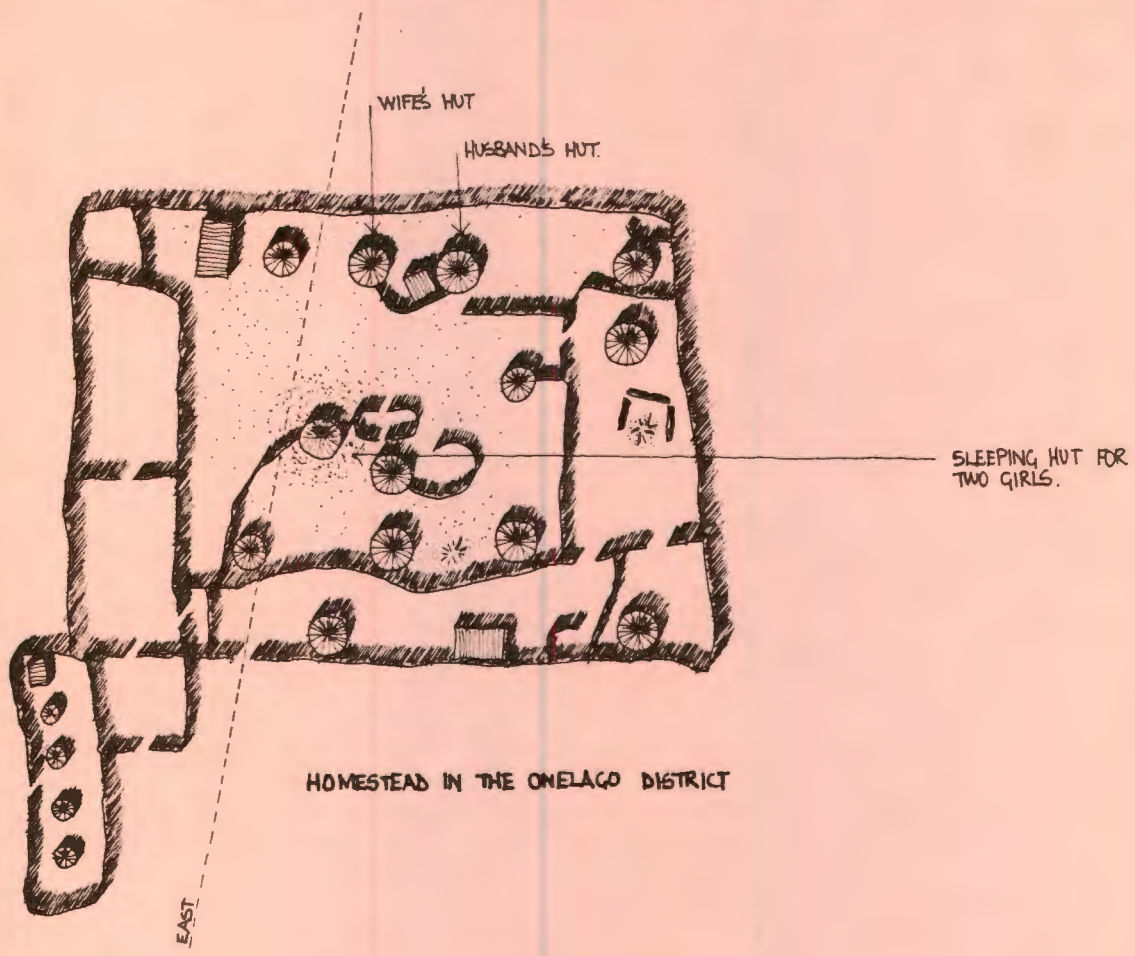 WIFE'S HUT
HUSBAND'S HUT.
SLEEPING HUT FOR
TWO GIRLS.
HOMESTEAD IN THE ONELAGO DISTRICT
EAST